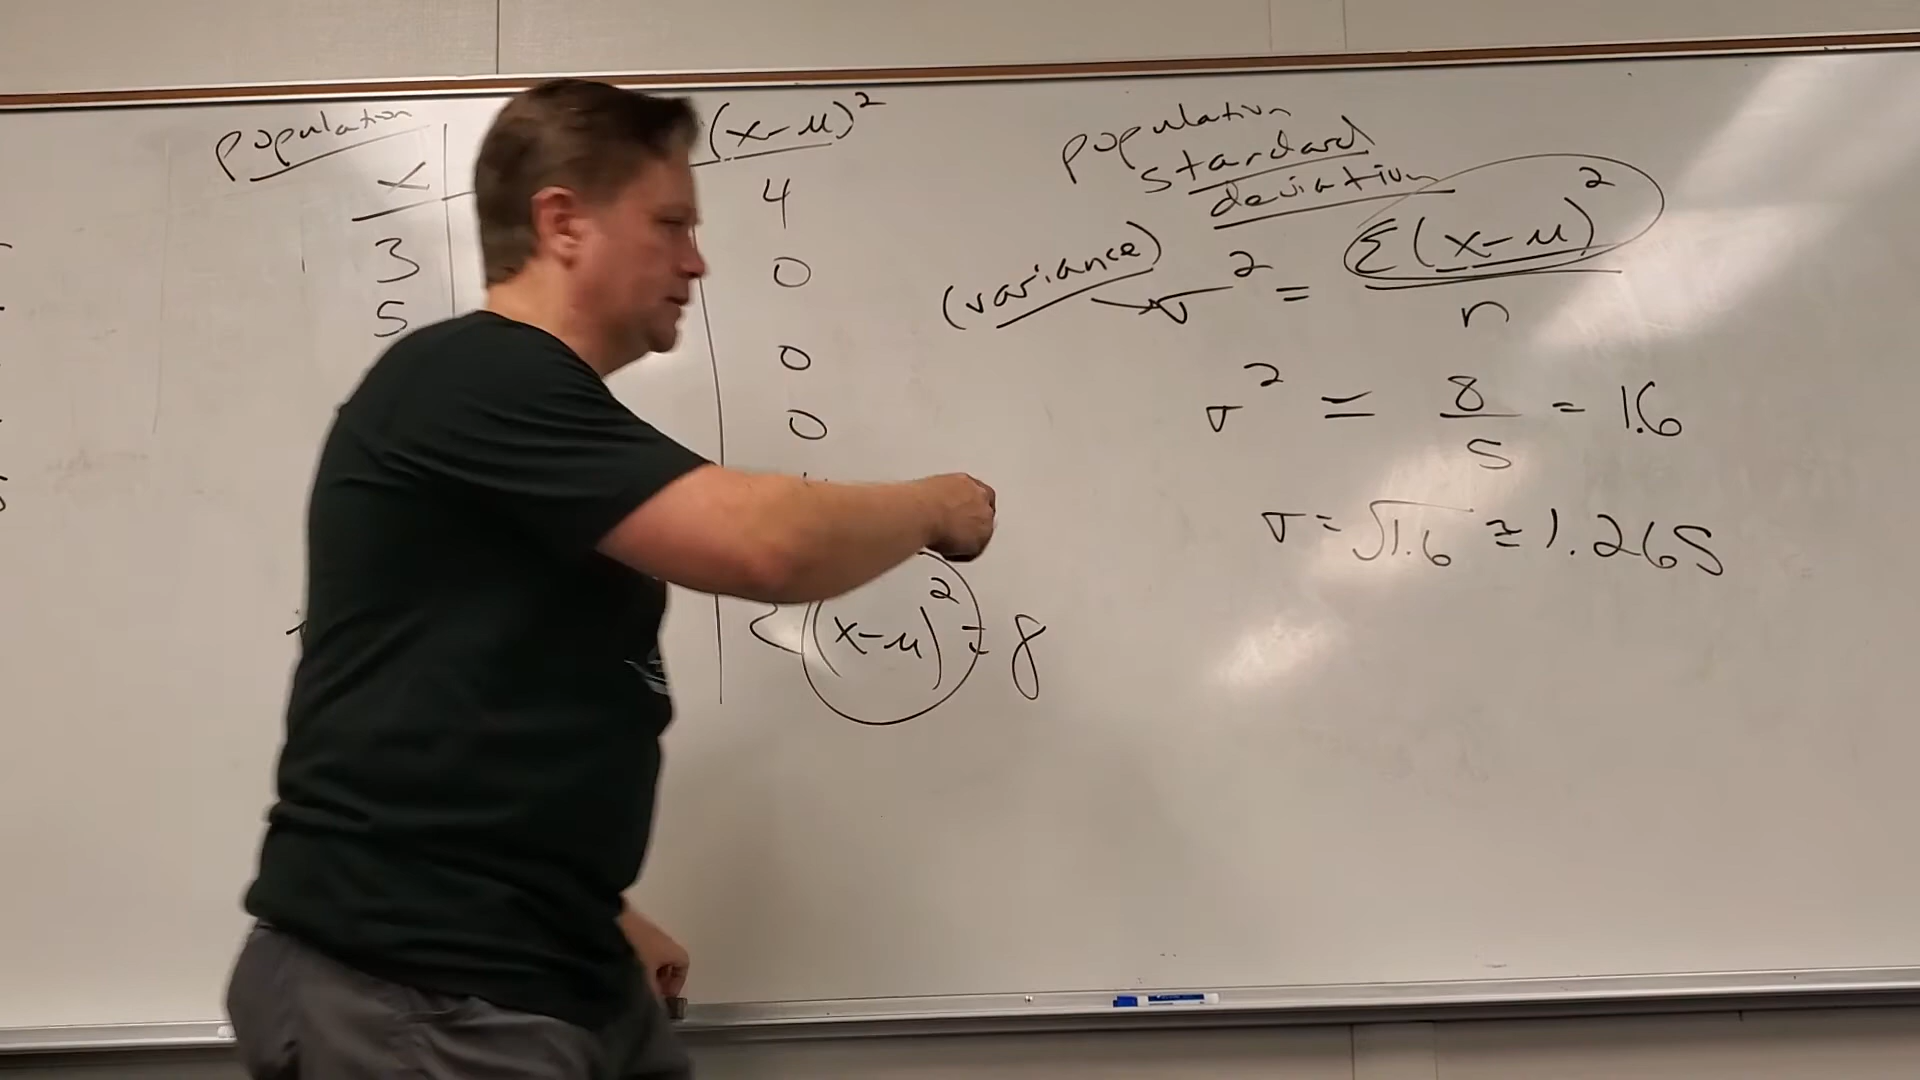 population
x
3
5
(x-μ)²
4
0
0
0
(x-μ)² = 8
population
standard
deviation
(variance)
σ² = Σ(x-μ)² / n
σ² = 8/5 = 1.6
σ = √1.6 ≈ 1.265